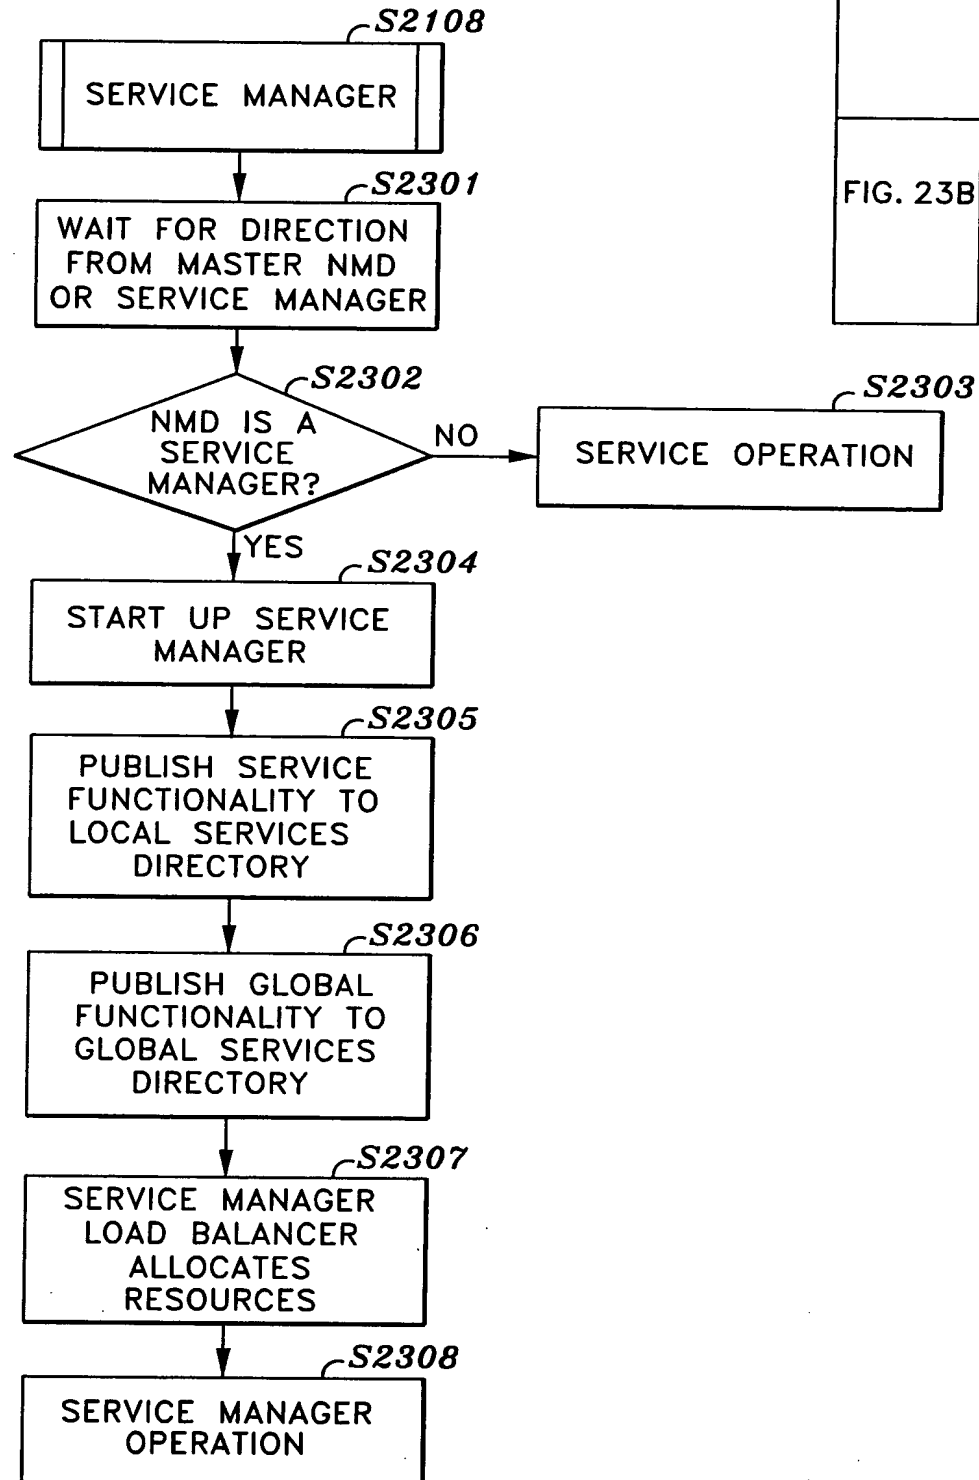 S2108
SERVICE MANAGER
S2301
WAIT FOR DIRECTION
FROM MASTER NMD
OR SERVICE MANAGER
S2302
NMD IS A
SERVICE
MANAGER?
NO
S2303
SERVICE OPERATION
YES
S2304
START UP SERVICE
MANAGER
S2305
PUBLISH SERVICE
FUNCTIONALITY TO
LOCAL SERVICES
DIRECTORY
S2306
PUBLISH GLOBAL
FUNCTIONALITY TO
GLOBAL SERVICES
DIRECTORY
S2307
SERVICE MANAGER
LOAD BALANCER
ALLOCATES
RESOURCES
S2308
SERVICE MANAGER
OPERATION
FIG. 23B